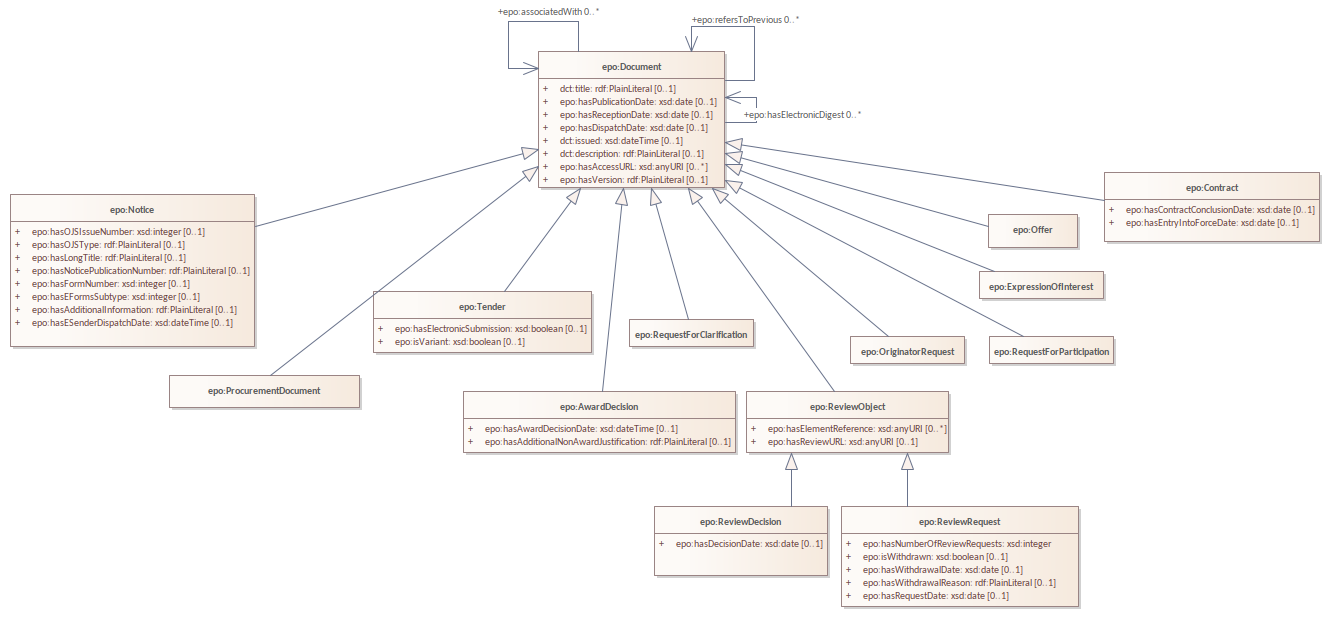 +epo:associatedWith 0..*
+epo:refersToPrevious 0..*
epo:Document
+ dct:title: rdf:PlainLiteral [0..1]
+ epo:hasPublicationDate: xsd:date [0..1]
+ epo:hasReceptionDate: xsd:date [0..1]
+ epo:hasDispatchDate: xsd:date [0..1]
+ dct:issued: xsd:dateTime [0..1]
+ dct:description: rdf:PlainLiteral [0..1]
+ epo:hasAccessURL: xsd:anyURI [0..*]
+ epo:hasVersion: rdf:PlainLiteral [0..1]
+epo:hasElectronicDigest 0..*
epo:Notice
+ epo:hasOJSIssueNumber: xsd:integer [0..1]
+ epo:hasOJSType: rdf:PlainLiteral [0..1]
+ epo:hasLongTitle: rdf:PlainLiteral [0..1]
+ epo:hasNoticePublicationNumber: rdf:PlainLiteral [0..1]
+ epo:hasFormNumber: xsd:integer [0..1]
+ epo:hasEFormsSubtype: xsd:integer [0..1]
+ epo:hasAdditionalInformation: rdf:PlainLiteral [0..1]
+ epo:hasESenderDispatchDate: xsd:dateTime [0..1]
epo:Contract
+ epo:hasContractConclusionDate: xsd:date [0..1]
+ epo:hasEntryIntoForceDate: xsd:date [0..1]
epo:Offer
epo:ExpressionOfInterest
epo:Tender
+ epo:hasElectronicSubmission: xsd:boolean [0..1]
+ epo:isVariant: xsd:boolean [0..1]
epo:RequestForClarification
epo:OriginatorRequest
epo:RequestForParticipation
epo:ProcurementDocument
epo:AwardDecision
+ epo:hasAwardDecisionDate: xsd:dateTime [0..1]
+ epo:hasAdditionalNonAwardJustification: rdf:PlainLiteral [0..1]
epo:ReviewObject
+ epo:hasElementReference: xsd:anyURI [0..*]
+ epo:hasReviewURL: xsd:anyURI [0..1]
epo:ReviewDecision
+ epo:hasDecisionDate: xsd:date [0..1]
epo:ReviewRequest
+ epo:hasNumberOfReviewRequests: xsd:integer
+ epo:isWithdrawn: xsd:boolean [0..1]
+ epo:hasWithdrawalDate: xsd:date [0..1]
+ epo:hasWithdrawalReason: rdf:PlainLiteral [0..1]
+ epo:hasRequestDate: xsd:date [0..1]